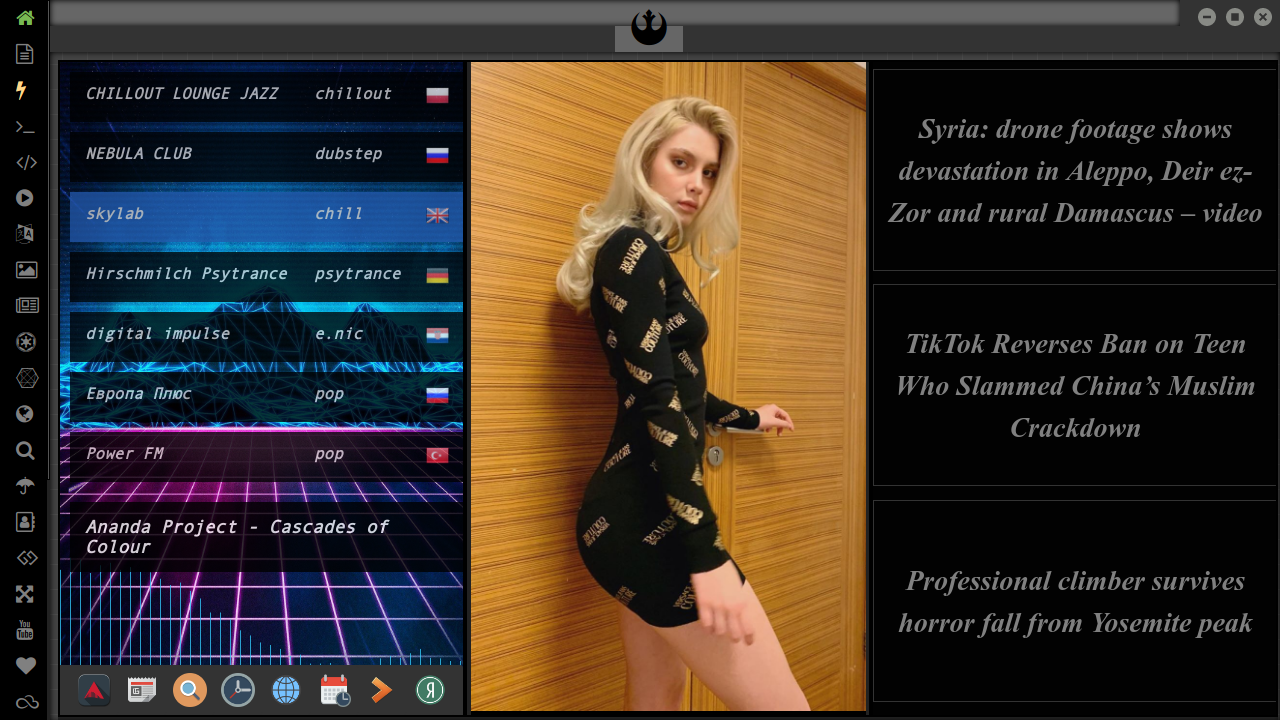 CHILLOUT LOUNGE JAZZ chillout
NEBULA CLUB dubstep
skylab chill
Hirschmilch Psytrance psytrance
digital impulse e.nic
Европа Плюс pop
Power FM pop
Ananda Project - Cascades of
Colour
Я
You
Tube
Syria: drone footage shows
devastation in Aleppo, Deir ez-
Zor and rural Damascus – video
TikTok Reverses Ban on Teen
Who Slammed China’s Muslim
Crackdown
Professional climber survives
horror fall from Yosemite peak